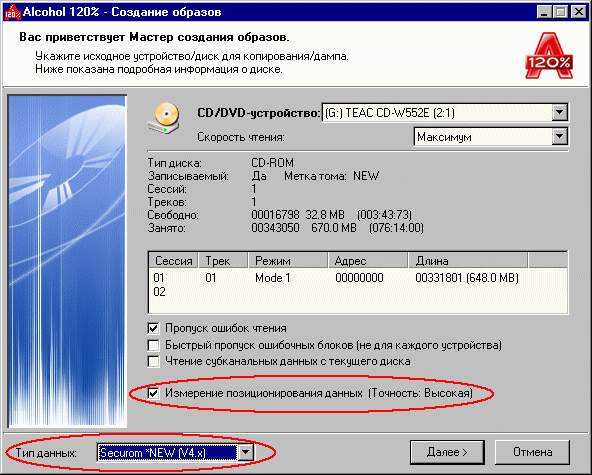 Alcohol 120% - Создание образов
Вас приветствует Мастер создания образов.
Укажите исходное устройство/диск для копирования/дампа.
Ниже показана подробная информация о диске.
120%
CD/DVD-устройство: (G:) TEAC CD-W552E (2:1)
Скорость чтения: Максимум
Тип диска: CD-ROM
Записываемый: Да Метка тома: NEW
Сессий: 1
Треков: 1
Свободно: 00016798 32.8 MB (003:43:73)
Занято: 00343050 670.0 MB (076:14:00)
Сессия Трек Режим Адрес Длина
01 01 Mode 1 00000000 00331801 (648.0 MB)
02
Пропуск ошибок чтения
Быстрый пропуск ошибочных блоков (не для каждого устройства)
Чтение субканальных данных с текущего диска
Измерение позиционирования данных (Точность: Высокая)
Тип данных: Securom *NEW (V4.x)
Далее >
Отмена